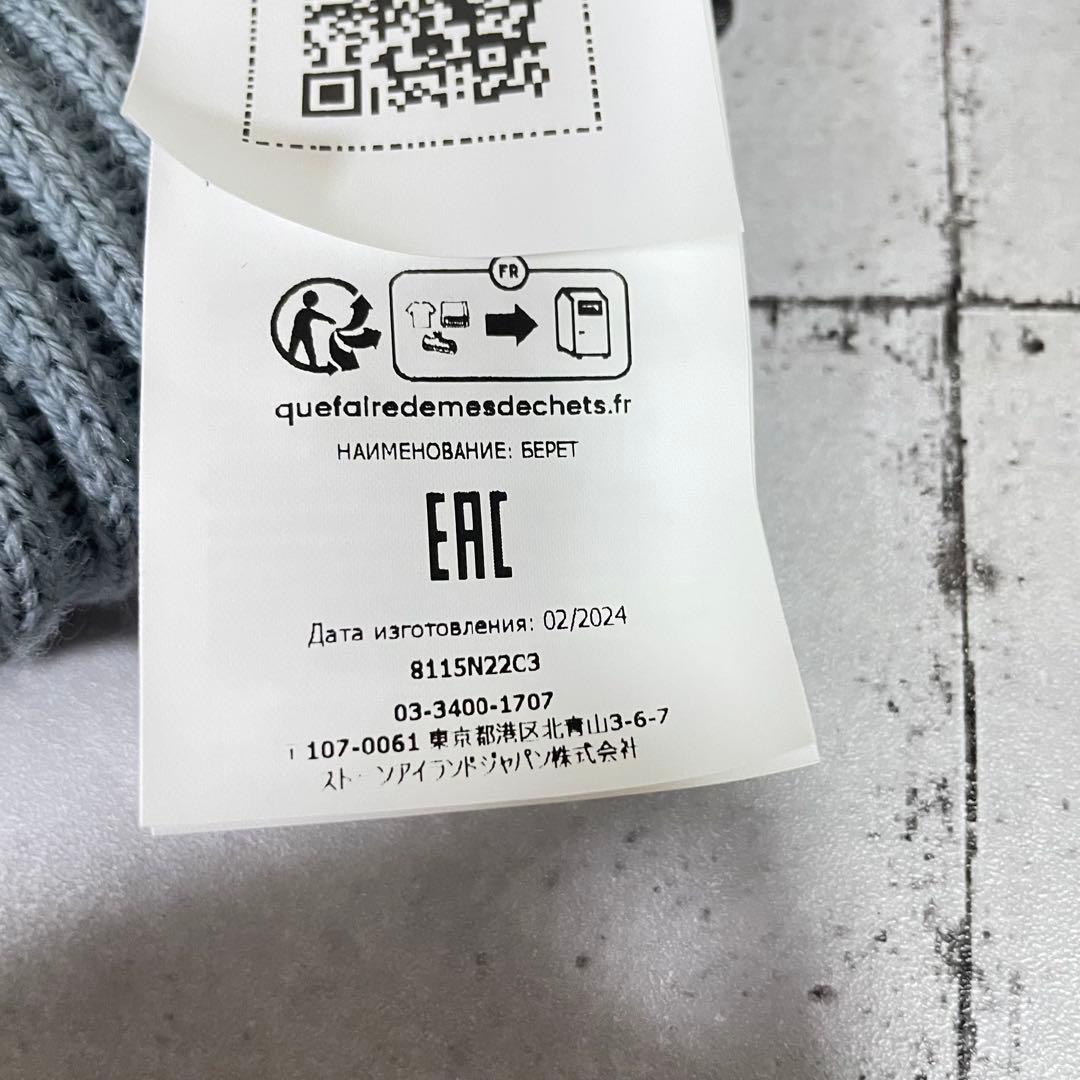 FR
quefairedemesdechets.fr
НАИМЕНОВАНИЕ: БЕРЕТ
EAC
Дата изготовления: 02/2024
8115N22C3
03-3400-1707
107-0061 東京都港区北青山3-6-7
ストーンアイランドジャパン株式会社